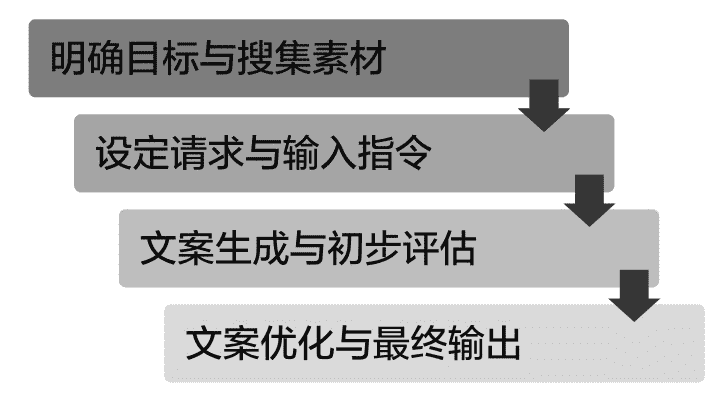 明确目标与搜集素材
设定请求与输入指令
文案生成与初步评估
文案优化与最终输出